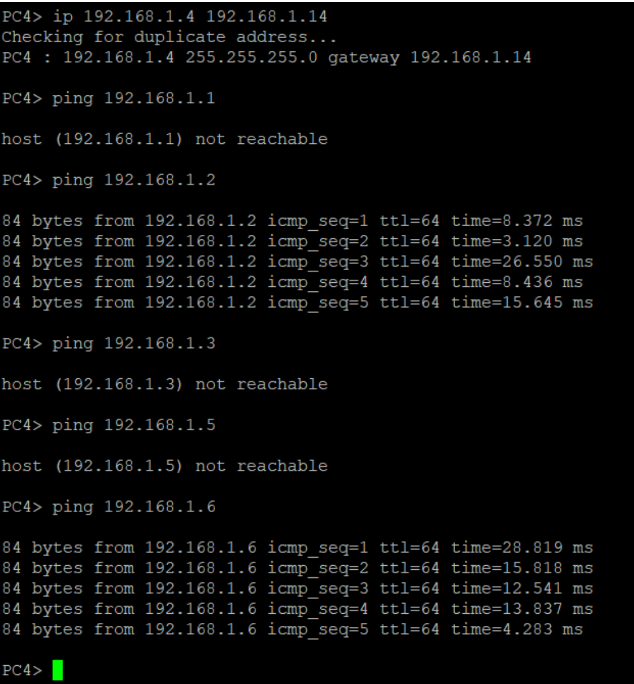 PC4> ip 192.168.1.4 192.168.1.14
Checking for duplicate address...
PC4 : 192.168.1.4 255.255.255.0 gateway 192.168.1.14
PC4> ping 192.168.1.1
host (192.168.1.1) not reachable
PC4> ping 192.168.1.2
84 bytes from 192.168.1.2 icmp_seq=1 ttl=64 time=8.372 ms
84 bytes from 192.168.1.2 icmp_seq=2 ttl=64 time=3.120 ms
84 bytes from 192.168.1.2 icmp_seq=3 ttl=64 time=26.550 ms
84 bytes from 192.168.1.2 icmp_seq=4 ttl=64 time=8.436 ms
84 bytes from 192.168.1.2 icmp_seq=5 ttl=64 time=15.645 ms
PC4> ping 192.168.1.3
host (192.168.1.3) not reachable
PC4> ping 192.168.1.5
host (192.168.1.5) not reachable
PC4> ping 192.168.1.6
84 bytes from 192.168.1.6 icmp_seq=1 ttl=64 time=28.819 ms
84 bytes from 192.168.1.6 icmp_seq=2 ttl=64 time=15.818 ms
84 bytes from 192.168.1.6 icmp_seq=3 ttl=64 time=12.541 ms
84 bytes from 192.168.1.6 icmp_seq=4 ttl=64 time=13.837 ms
84 bytes from 192.168.1.6 icmp_seq=5 ttl=64 time=4.283 ms
PC4>